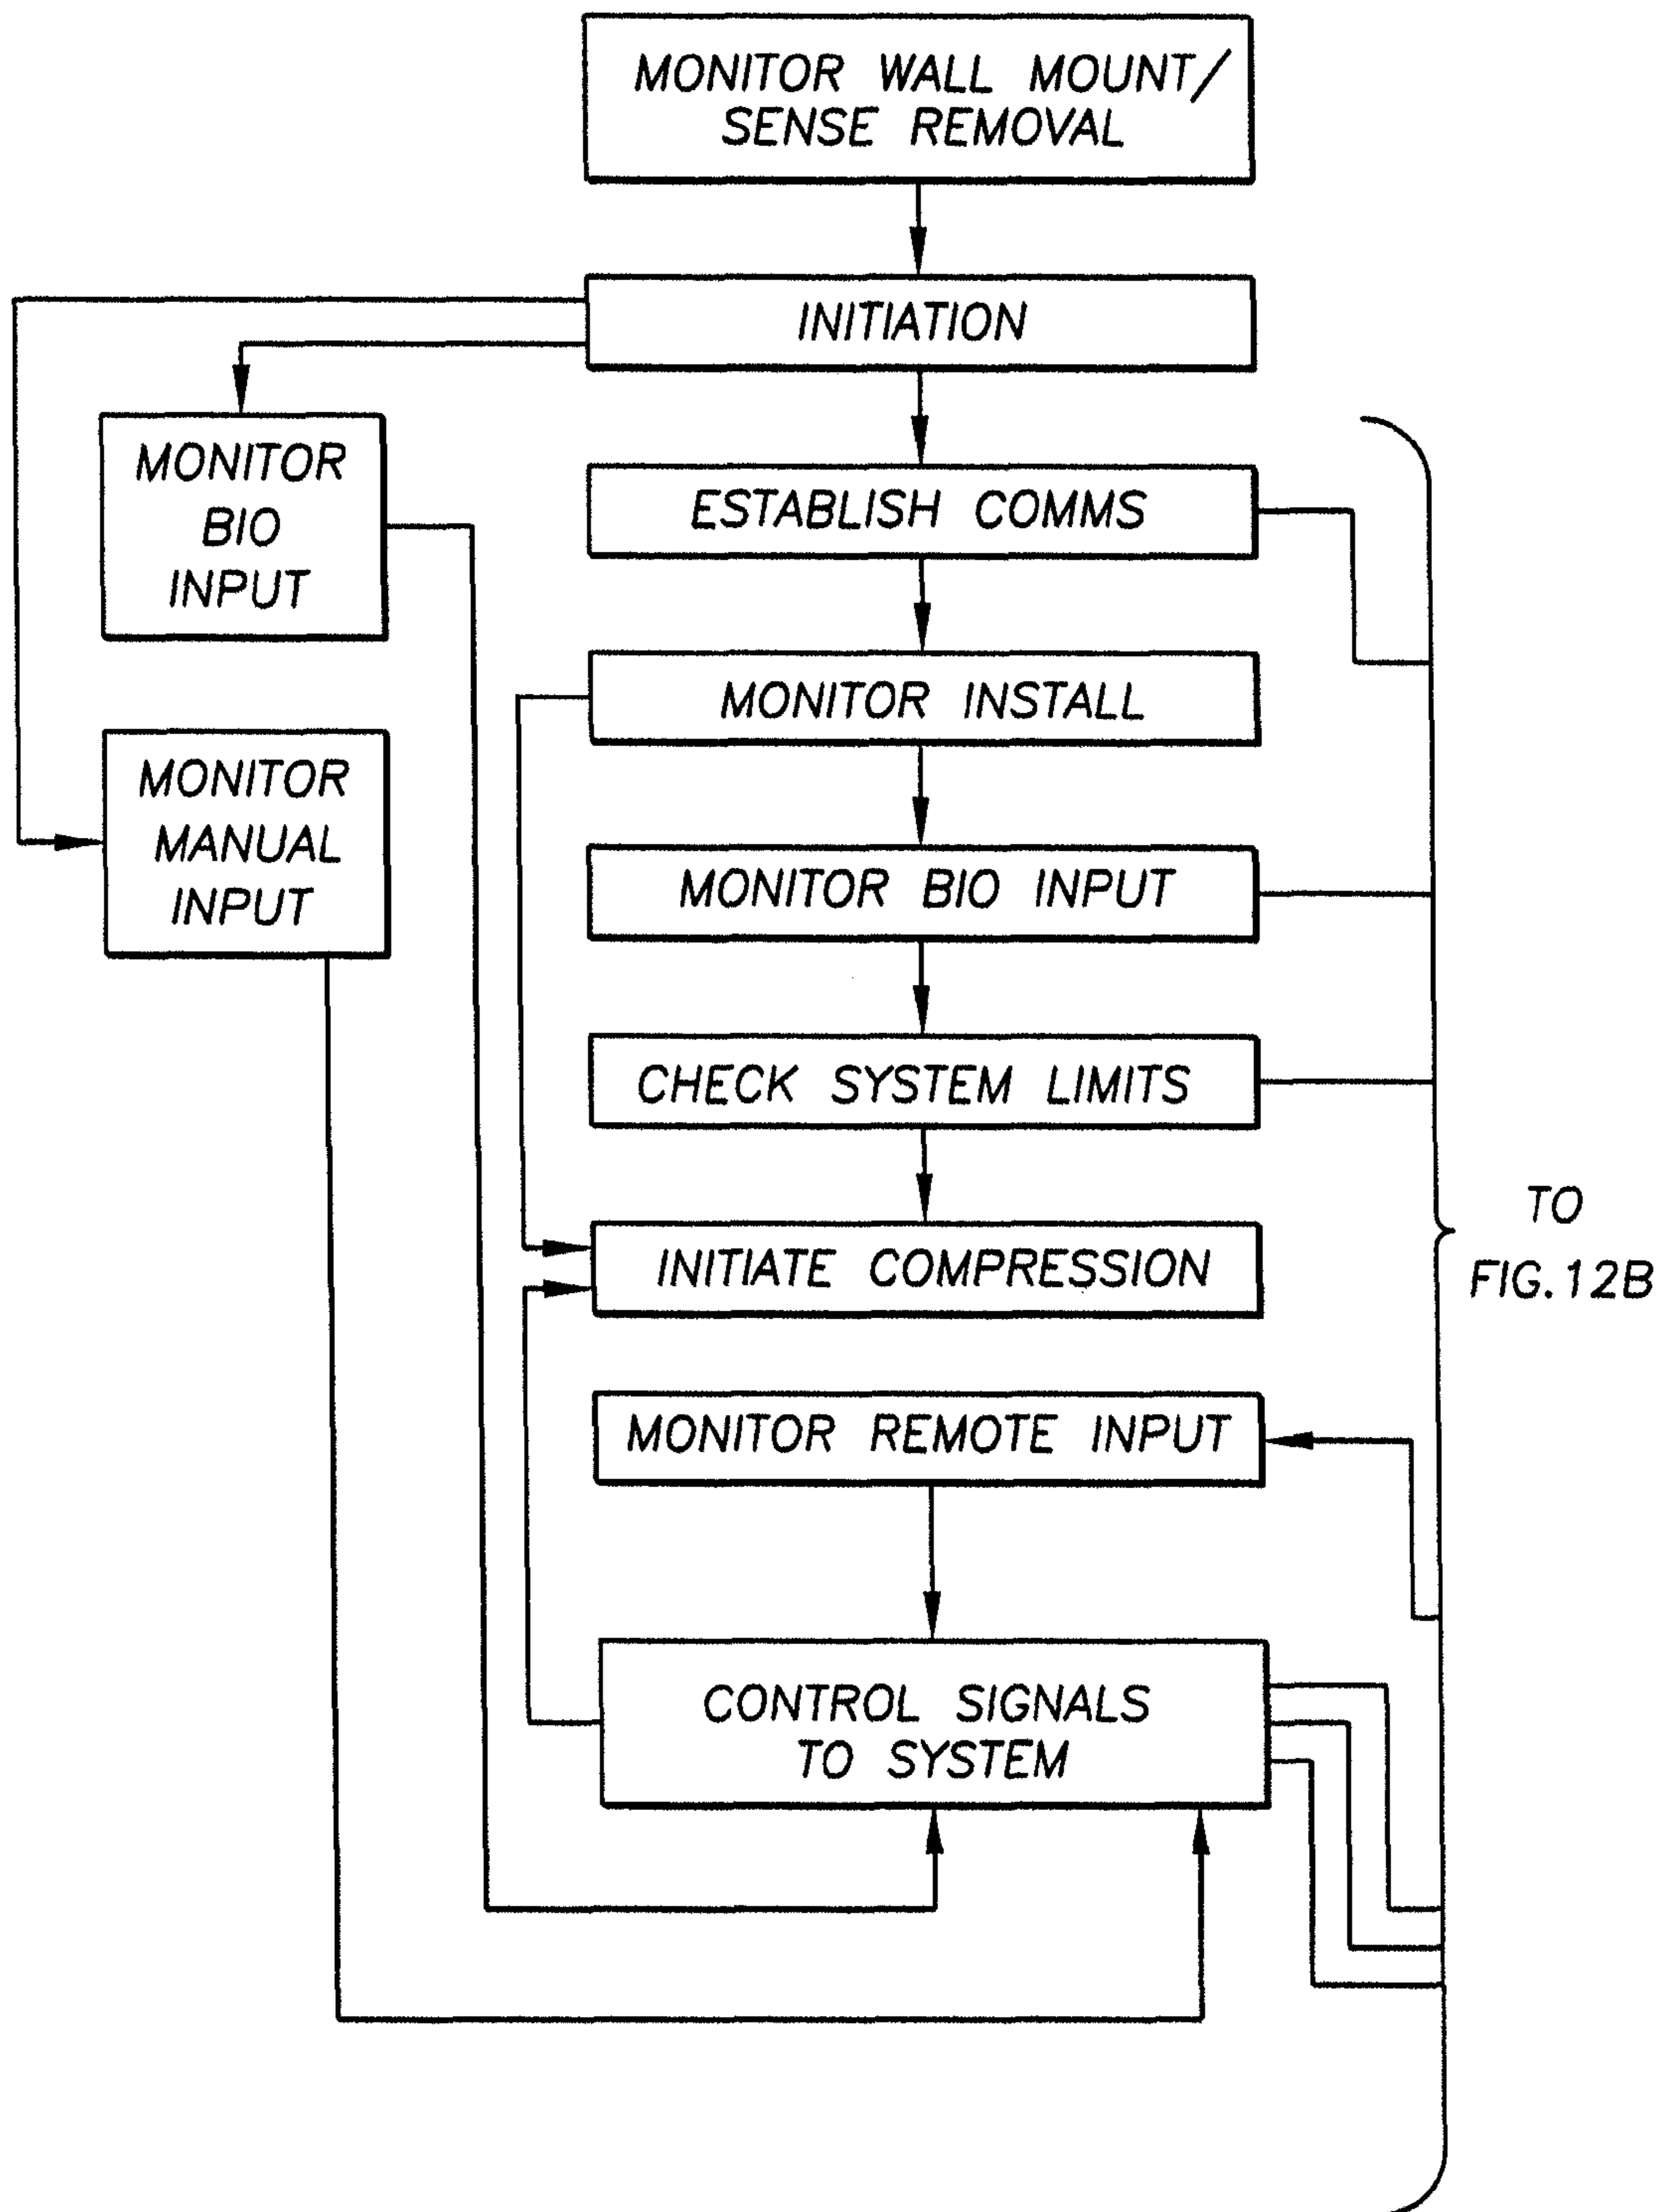 MONITOR WALL MOUNT/
SENSE REMOVAL
INITIATION
MONITOR
BIO
INPUT
ESTABLISH COMMS
MONITOR INSTALL
MONITOR
MANUAL
INPUT
MONITOR BIO INPUT
CHECK SYSTEM LIMITS
INITIATE COMPRESSION
TO
FIG. 12B
MONITOR REMOTE INPUT
CONTROL SIGNALS
TO SYSTEM